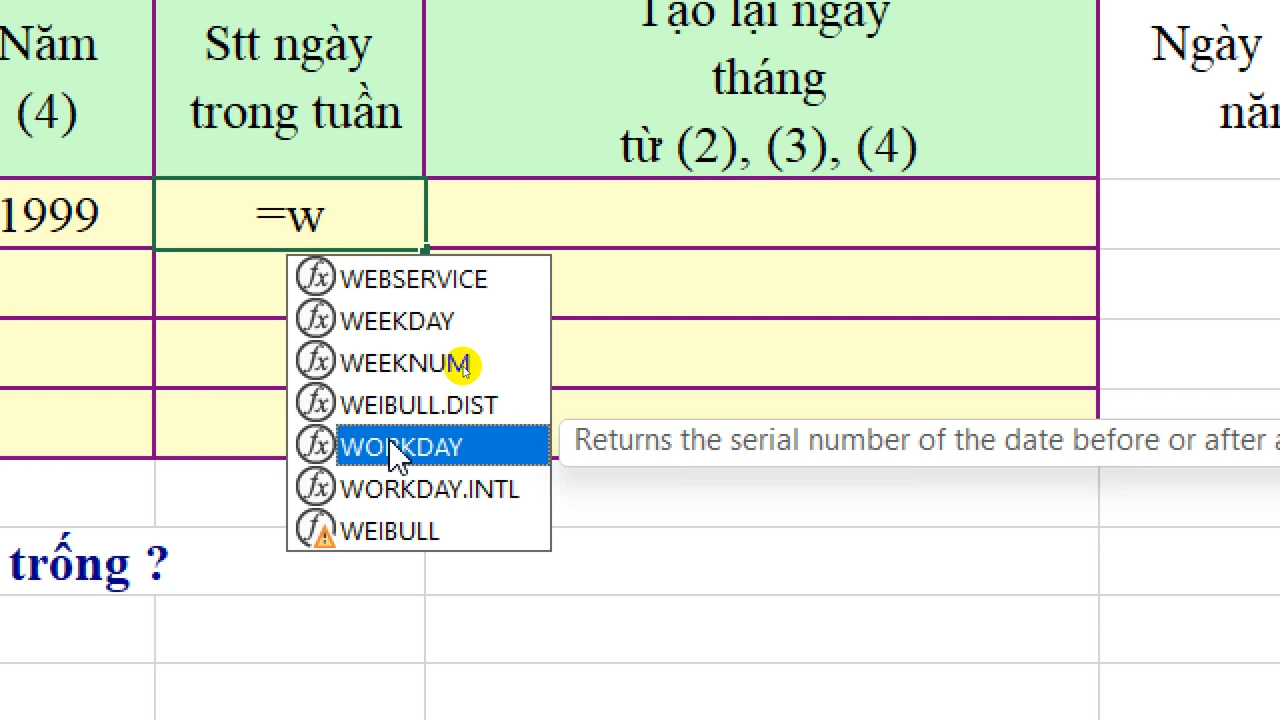 Năm
(4)
Stt ngày
trong tuần
Tạo lại ngày
tháng
từ (2), (3), (4)
Ngày
1999
=w
WEBSERVICE
WEEKDAY
WEEKNUM
WEIBULL.DIST
WORKDAY
Returns the serial number of the date before or after a
WORKDAY.INTL
WEIBULL
trống ?